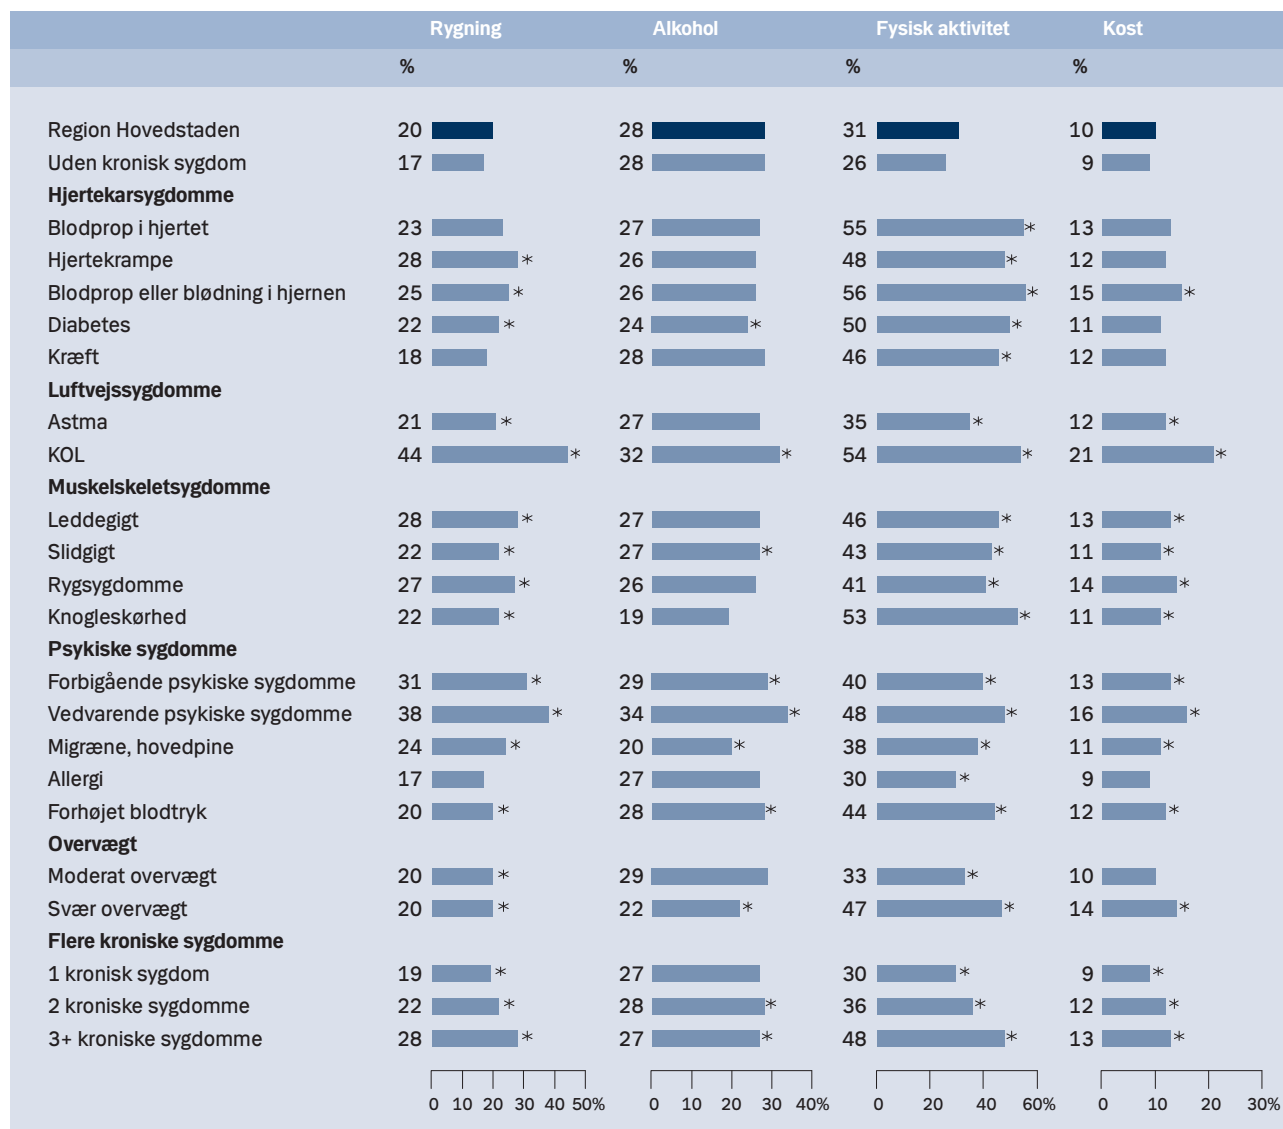 Rygning Alkohol Fysisk aktivitet Kost
% % % %
Region Hovedstaden 20 28 31 10
Uden kronisk sygdom 17 28 26 9
Hjertekarsygdomme
Blodprop i hjertet 23 27 55 * 13
Hjertekrampe 28 * 26 48 * 12
Blodprop eller blødning i hjernen 25 * 26 56 * 15 *
Diabetes 22 * 24 * 50 * 11
Kræft 18 28 46 * 12
Luftvejssygdomme
Astma 21 * 27 35 * 12 *
KOL 44 * 32 * 54 * 21 *
Muskelskeletsygdomme
Leddegigt 28 * 27 46 * 13 *
Slidgigt 22 * 27 * 43 * 11 *
Rygsygdomme 27 * 26 41 * 14 *
Knogleskørhed 22 * 19 53 * 11 *
Psykiske sygdomme
Forbigående psykiske sygdomme 31 * 29 * 40 * 13 *
Vedvarende psykiske sygdomme 38 * 34 * 48 * 16 *
Migræne, hovedpine 24 * 20 * 38 * 11 *
Allergi 17 27 30 * 9
Forhøjet blodtryk 20 * 28 * 44 * 12 *
Overvægt
Moderat overvægt 20 * 29 33 * 10
Svær overvægt 20 * 22 * 47 * 14 *
Flere kroniske sygdomme
1 kronisk sygdom 19 * 27 30 * 9 *
2 kroniske sygdomme 22 * 28 * 36 * 12 *
3+ kroniske sygdomme 28 * 27 * 48 * 13 *
0 10 20 30 40 50% 0 10 20 30 40% 0 20 40 60% 0 10 20 30%